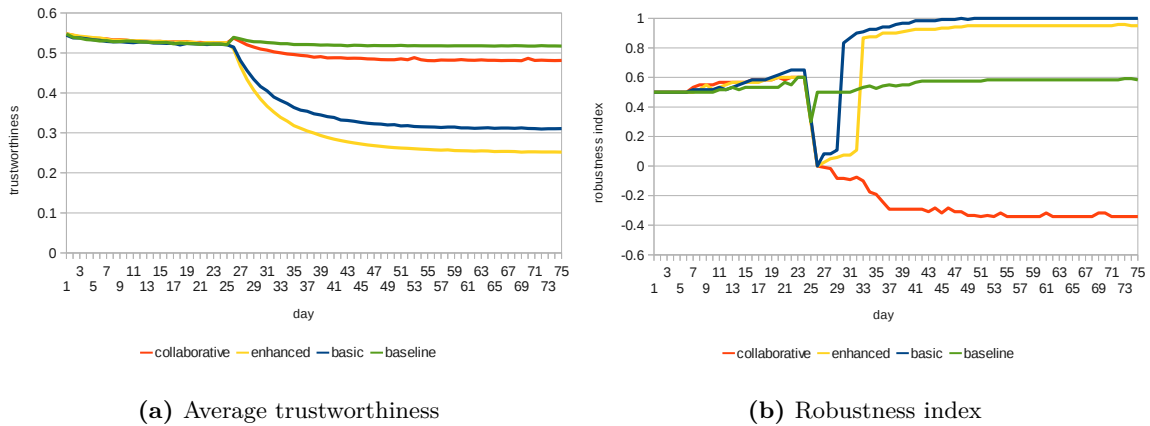 0.6
0.5
0.4
0.3
0.2
0.1
0
trustworthiness
3 7 11 15 19 23 27 31 35 39 43 47 51 55 59 63 67 71 75
1 5 9 13 17 21 25 29 33 37 41 45 49 53 57 61 65 69 73
day
collaborative enhanced basic baseline
(a) Average trustworthiness
1
0.8
0.6
0.4
0.2
0
-0.2
-0.4
-0.6
robustness index
3 7 11 15 19 23 27 31 35 39 43 47 51 55 59 63 67 71 75
1 5 9 13 17 21 25 29 33 37 41 45 49 53 57 61 65 69 73
day
collaborative enhanced basic baseline
(b) Robustness index